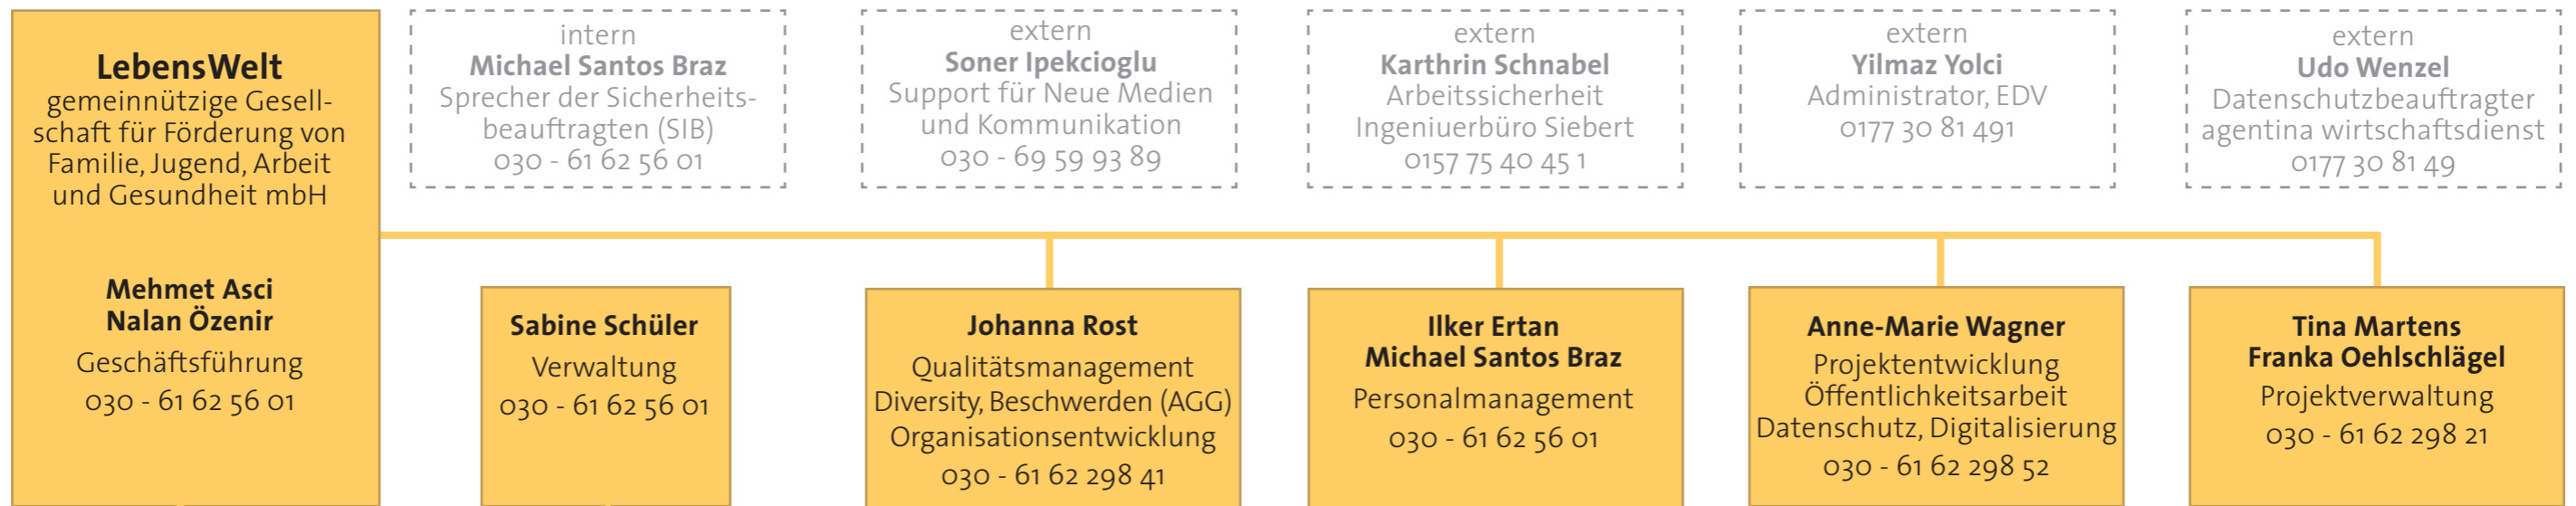 LebensWelt
gemeinnützige Gesell-
schaft für Förderung von
Familie, Jugend, Arbeit
und Gesundheit mbH
Mehmet Asci
Nalan Özenir
Geschäftsführung
030 - 61 62 56 01
intern
Michael Santos Braz
Sprecher der Sicherheits-
beauftragten (SIB)
030 - 61 62 56 01
extern
Soner Ipekcioglu
Support für Neue Medien
und Kommunikation
030 - 69 59 93 89
extern
Karthrin Schnabel
Arbeitssicherheit
Ingeniuerbüro Siebert
0157 75 40 45 1
extern
Yilmaz Yolci
Administrator, EDV
0177 30 81 491
extern
Udo Wenzel
Datenschutzbeauftragter
agentina wirtschaftsdienst
0177 30 81 49
Sabine Schüler
Verwaltung
030 - 61 62 56 01
Johanna Rost
Qualitätsmanagement
Diversity, Beschwerden (AGG)
Organisationsentwicklung
030 - 61 62 298 41
Ilker Ertan
Michael Santos Braz
Personalmanagement
030 - 61 62 56 01
Anne-Marie Wagner
Projektentwicklung
Öffentlichkeitsarbeit
Datenschutz, Digitalisierung
030 - 61 62 298 52
Tina Martens
Franka Oehlschlägel
Projektverwaltung
030 - 61 62 298 21